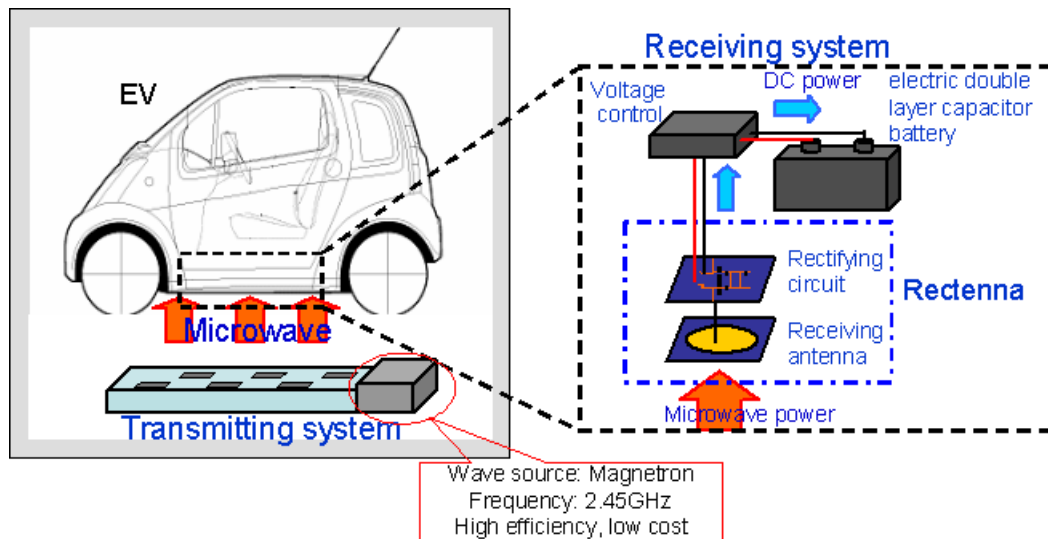 EV
Microwave
Transmitting system
Wave source: Magnetron
Frequency: 2.45GHz
High efficiency, low cost
Receiving system
Voltage
control
DC power
electric double
layer capacitor
battery
Rectifying
circuit
Rectenna
Receiving
antenna
Microwave power